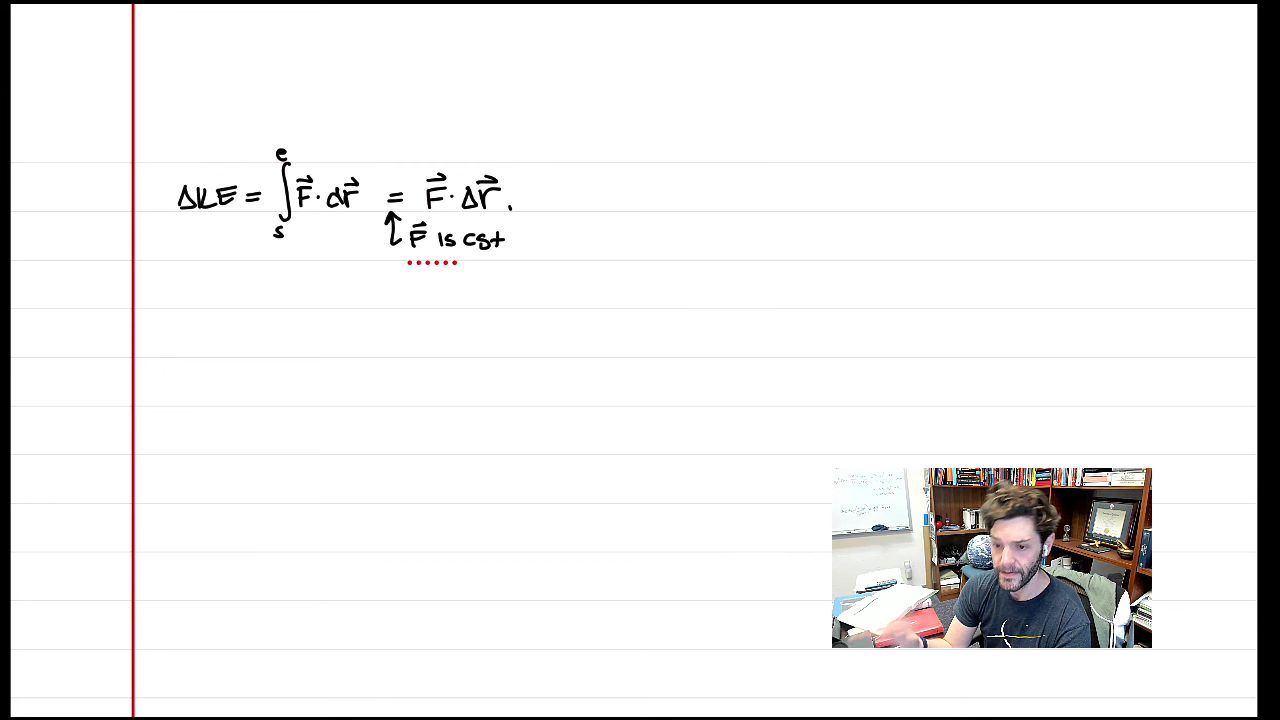 ΔKE = ∫ₛᵉ F⃗ · dr⃗ = F⃗ · Δr⃗.
F⃗ is cst